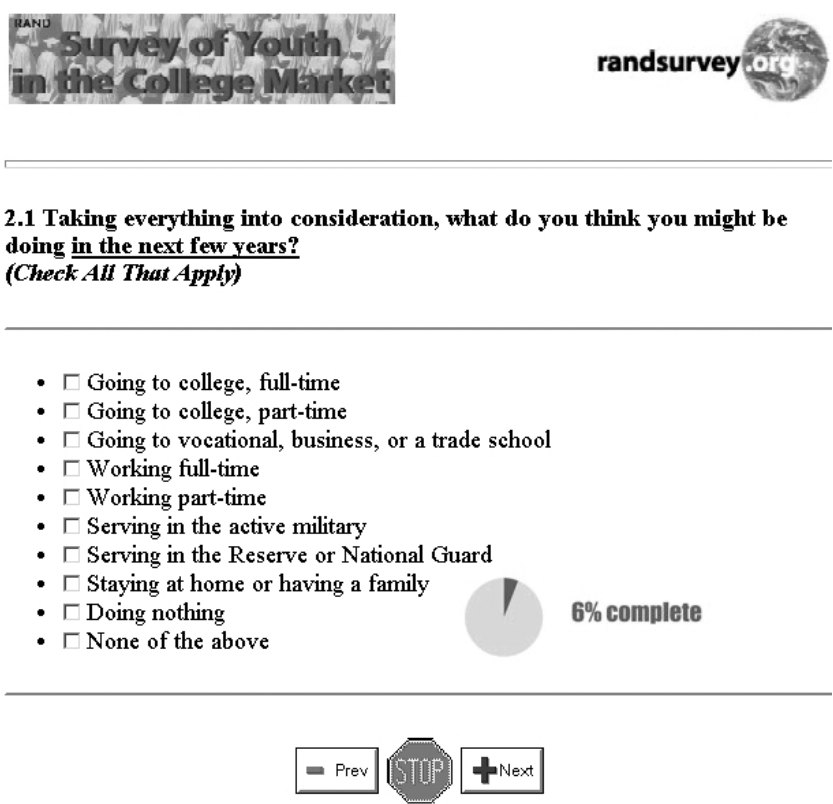 RAND
Survey of Youth
in the College Market
randsurvey.org
2.1 Taking everything into consideration, what do you think you might be
doing in the next few years?
(Check All That Apply)
• Going to college, full-time
• Going to college, part-time
• Going to vocational, business, or a trade school
• Working full-time
• Working part-time
• Serving in the active military
• Serving in the Reserve or National Guard
• Staying at home or having a family
• Doing nothing
• None of the above
6% complete
Prev
STOP
Next